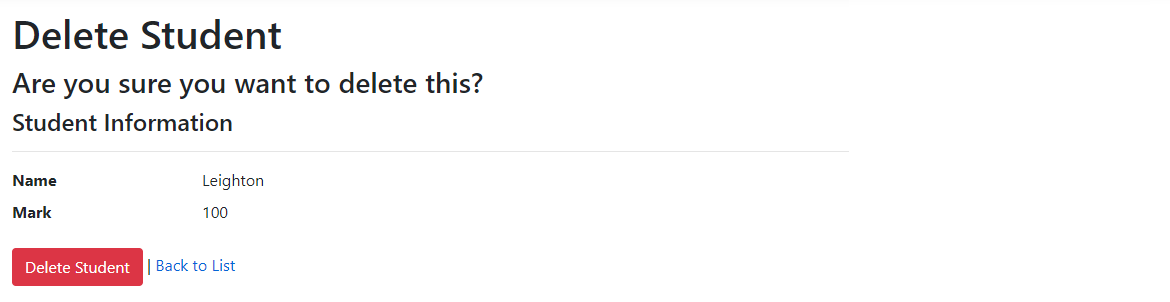 Delete Student
Are you sure you want to delete this?
Student Information
Name Leighton
Mark 100
Delete Student | Back to List